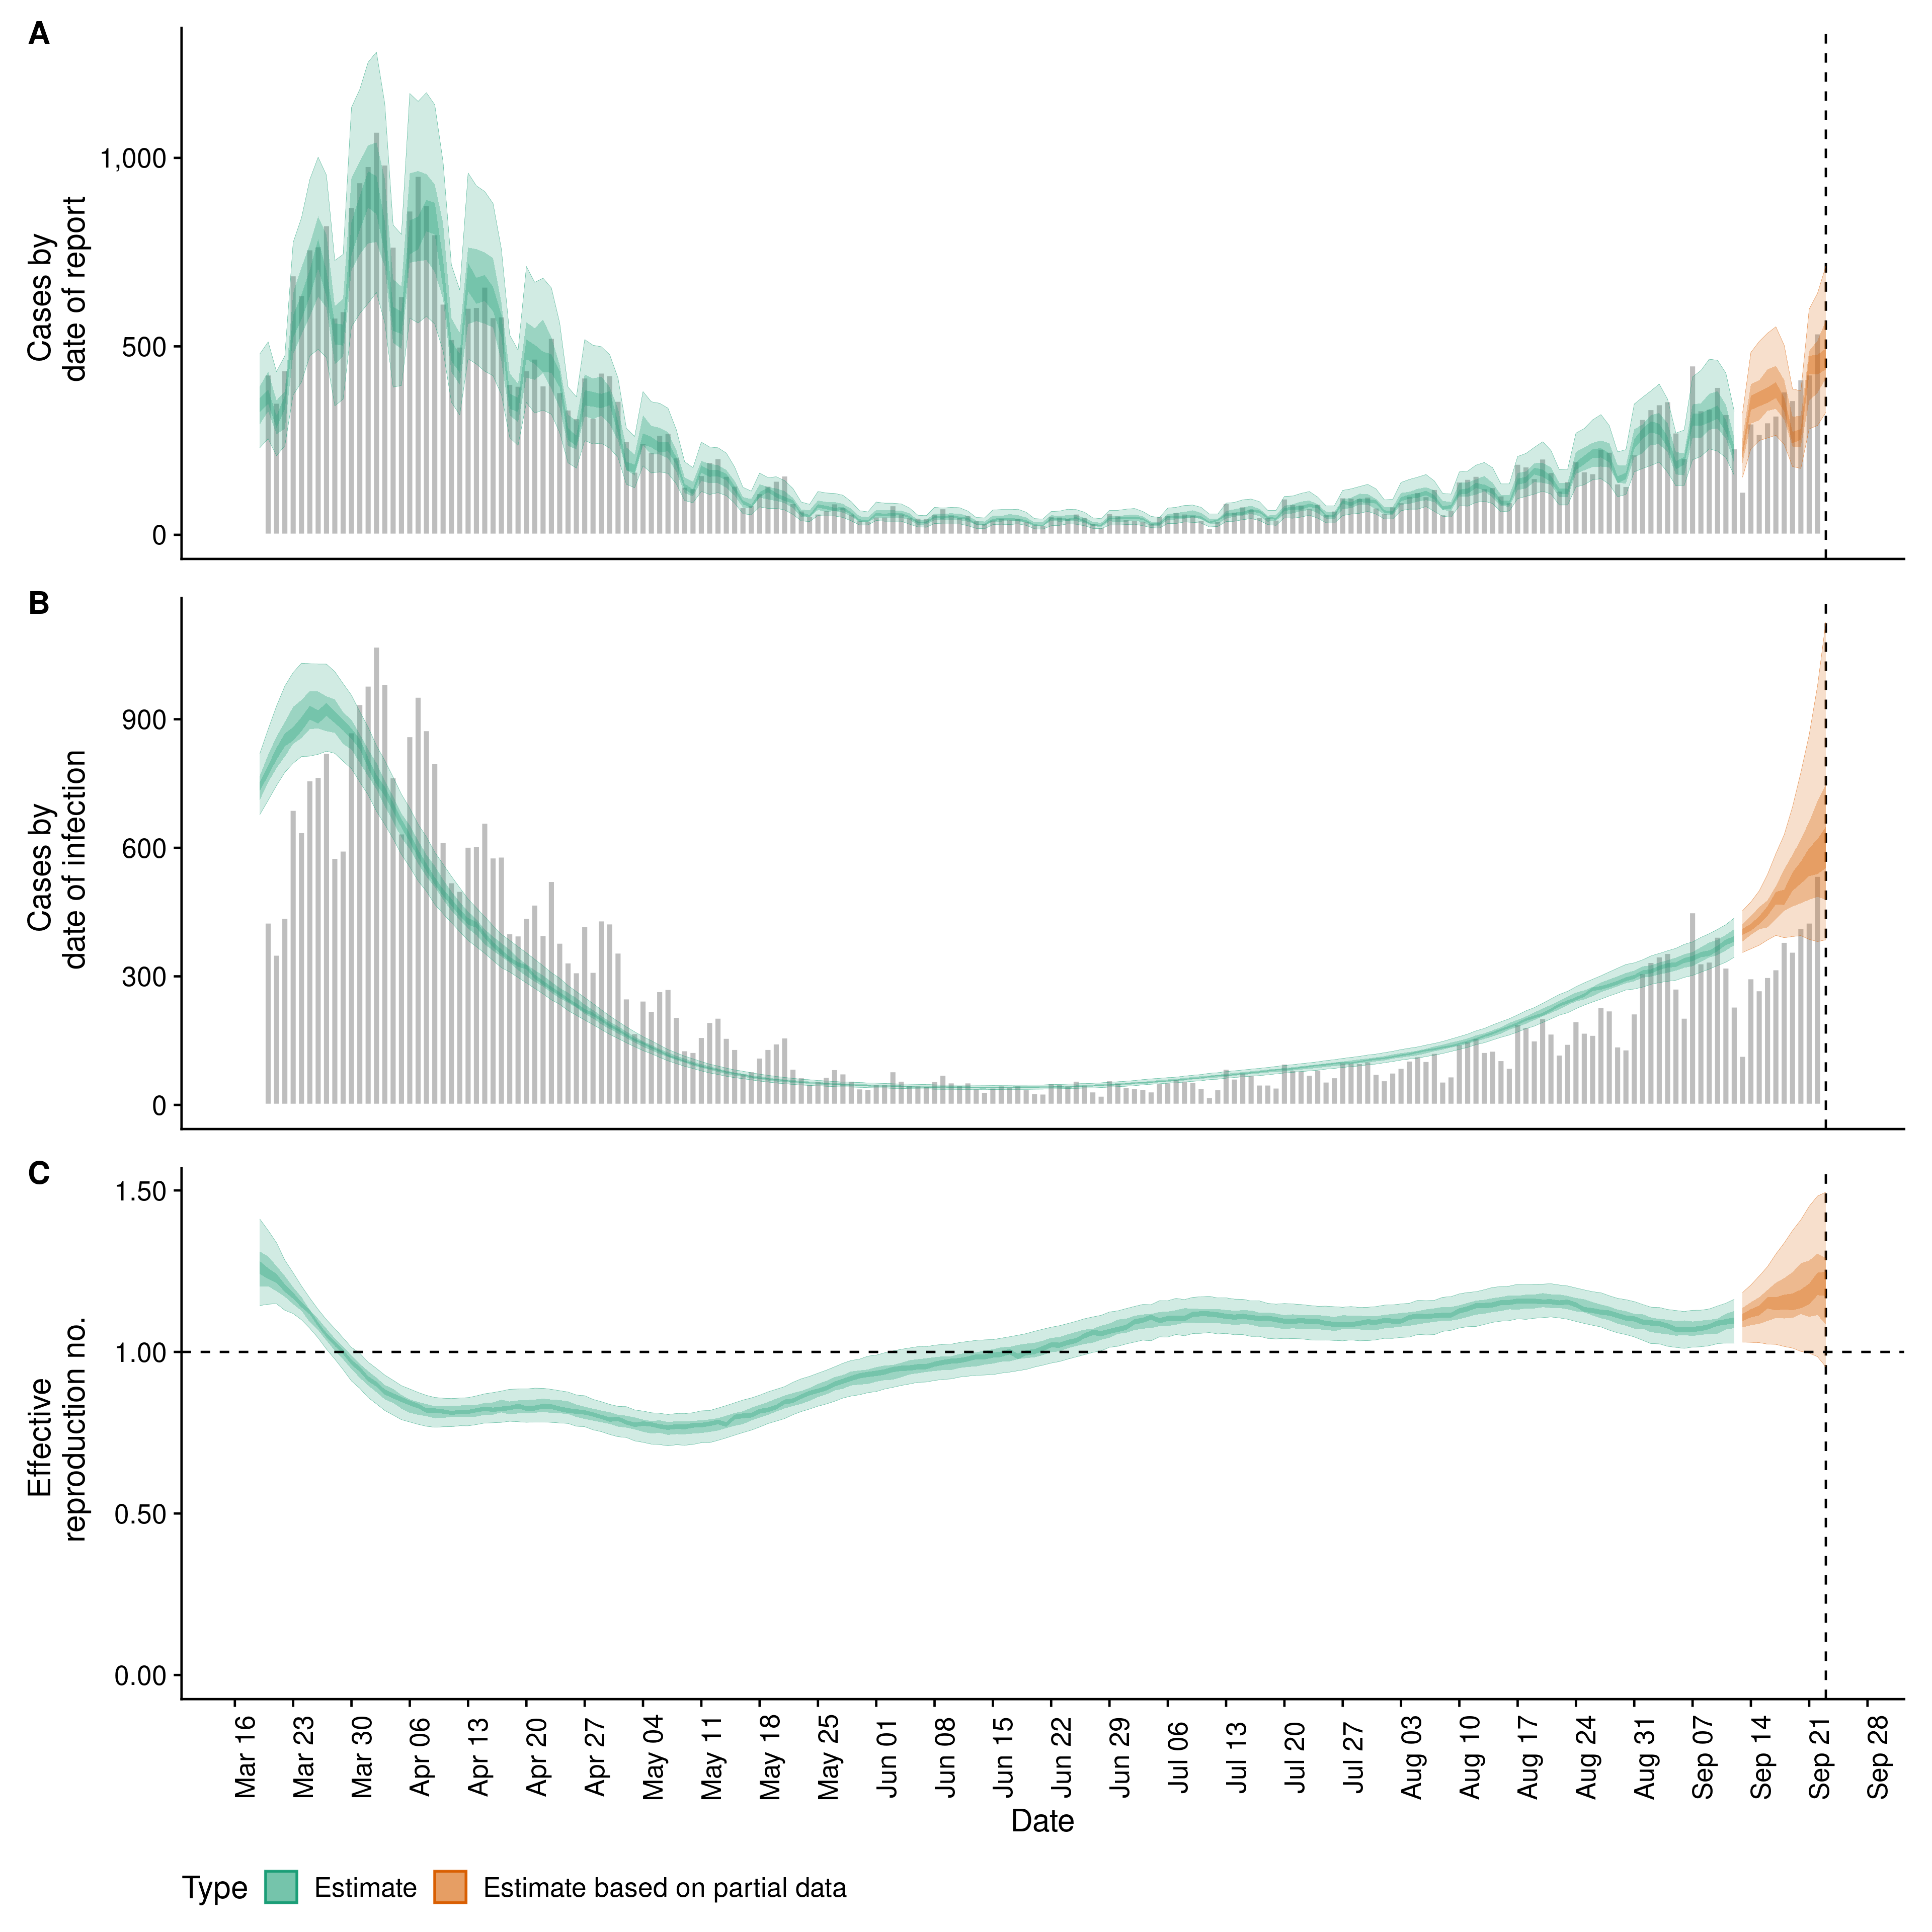 A
Cases by
date of report
1,000
500
0
B
Cases by
date of infection
900
600
300
0
C
Effective
reproduction no.
1.50
1.00
0.50
0.00
Mar 16
Mar 23
Mar 30
Apr 06
Apr 13
Apr 20
Apr 27
May 04
May 11
May 18
May 25
Jun 01
Jun 08
Jun 15
Jun 22
Jun 29
Jul 06
Jul 13
Jul 20
Jul 27
Aug 03
Aug 10
Aug 17
Aug 24
Aug 31
Sep 07
Sep 14
Sep 21
Sep 28
Date
Type Estimate Estimate based on partial data